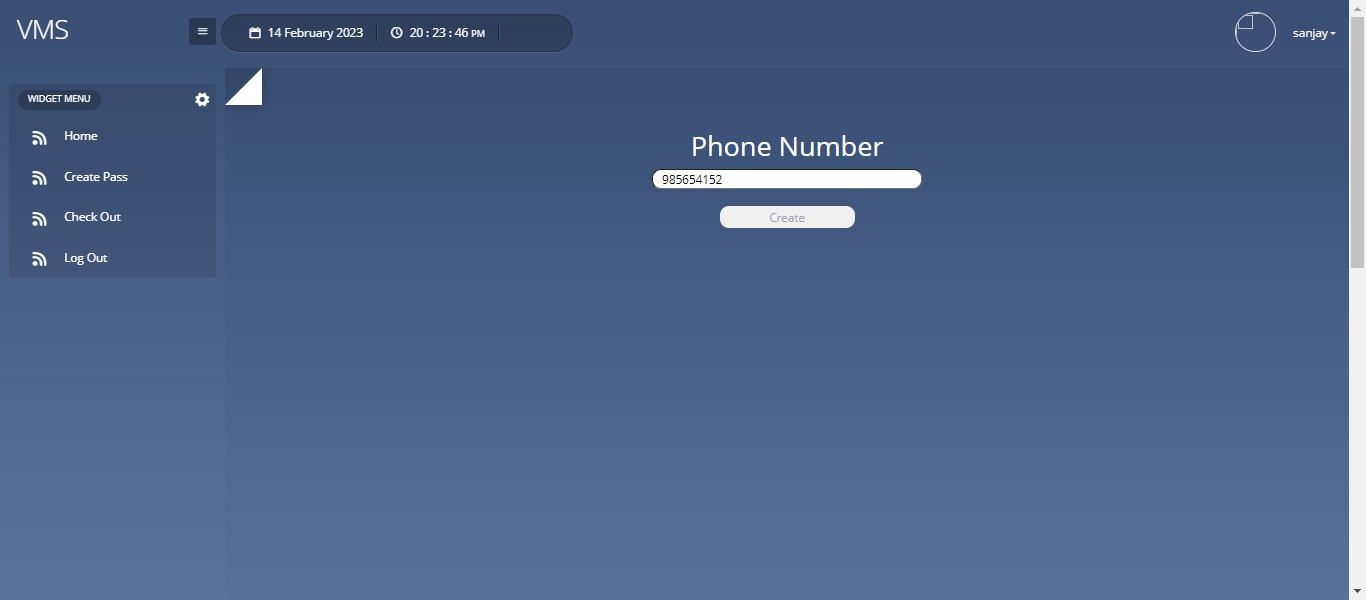 VMS
14 February 2023 20 : 23 : 46 PM
sanjay
WIDGET MENU
Home
Create Pass
Check Out
Log Out
Phone Number
985654152
Create